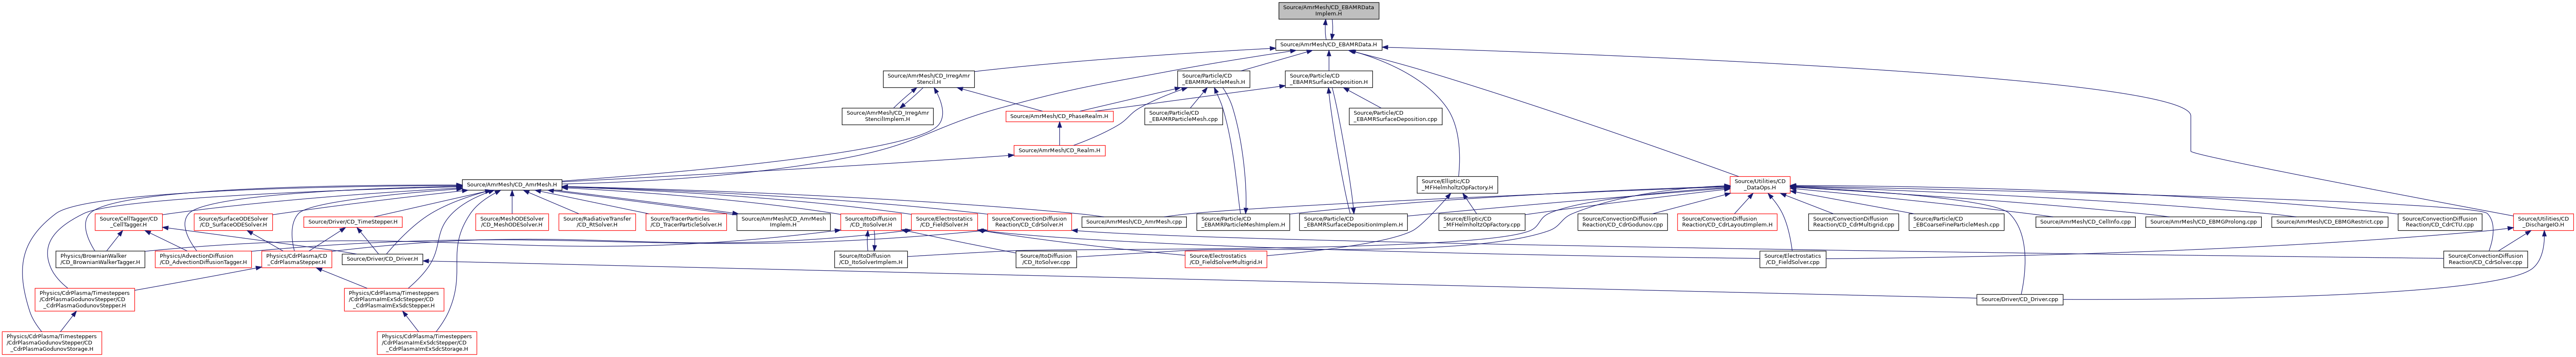 Source/AmrMesh/CD_EBAMRData
Implem.H
Source/AmrMesh/CD_EBAMRData.H
Source/AmrMesh/CD_IrregAmr
Stencil.H
Source/Particle/CD
_EBAMRParticleMesh.H
Source/Particle/CD
_EBAMRSurfaceDeposition.H
Source/AmrMesh/CD_IrregAmr
StencilImplem.H
Source/AmrMesh/CD_PhaseRealm.H
Source/Particle/CD
_EBAMRParticleMesh.cpp
Source/Particle/CD
_EBAMRSurfaceDeposition.cpp
Source/AmrMesh/CD_Realm.H
Source/AmrMesh/CD_AmrMesh.H
Source/Elliptic/CD
_MFHelmholtzOpFactory.H
Source/Utilities/CD
_DataOps.H
Source/CellTagger/CD
_CellTagger.H
Source/SurfaceODESolver
/CD_SurfaceODESolver.H
Source/Driver/CD_TimeStepper.H
Source/MeshODESolver
/CD_MeshODESolver.H
Source/RadiativeTransfer
/CD_RtSolver.H
Source/TracerParticles
/CD_TracerParticleSolver.H
Source/AmrMesh/CD_AmrMesh
Implem.H
Source/ItoDiffusion
/CD_ItoSolver.H
Source/Electrostatics
/CD_FieldSolver.H
Source/ConvectionDiffusion
Reaction/CD_CdrSolver.H
Source/AmrMesh/CD_AmrMesh.cpp
Source/Particle/CD
_EBAMRParticleMeshImplem.H
Source/Particle/CD
_EBAMRSurfaceDepositionImplem.H
Source/Elliptic/CD
_MFHelmholtzOpFactory.cpp
Source/ConvectionDiffusion
Reaction/CD_CdrGodunov.cpp
Source/ConvectionDiffusion
Reaction/CD_CdrLayoutImplem.H
Source/ConvectionDiffusion
Reaction/CD_CdrMultigrid.cpp
Source/Particle/CD
_EBCoarseFineParticleMesh.cpp
Source/AmrMesh/CD_CellInfo.cpp
Source/AmrMesh/CD_EBMGProlong.cpp
Source/AmrMesh/CD_EBMGRestrict.cpp
Source/ConvectionDiffusion
Reaction/CD_CdrCTU.cpp
Source/Utilities/CD
_DischargeIO.H
Physics/BrownianWalker
/CD_BrownianWalkerTagger.H
Physics/AdvectionDiffusion
/CD_AdvectionDiffusionTagger.H
Physics/CdrPlasma/CD
_CdrPlasmaStepper.H
Source/Driver/CD_Driver.H
Source/ItoDiffusion
/CD_ItoSolverImplem.H
Source/ItoDiffusion
/CD_ItoSolver.cpp
Source/Electrostatics
/CD_FieldSolverMultigrid.H
Source/Electrostatics
/CD_FieldSolver.cpp
Source/ConvectionDiffusion
Reaction/CD_CdrSolver.cpp
Physics/CdrPlasma/Timesteppers
/CdrPlasmaGodunovStepper/CD
_CdrPlasmaGodunovStepper.H
Physics/CdrPlasma/Timesteppers
/CdrPlasmaImExSdcStepper/CD
_CdrPlasmaImExSdcStepper.H
Source/Driver/CD_Driver.cpp
Physics/CdrPlasma/Timesteppers
/CdrPlasmaGodunovStepper/CD
_CdrPlasmaGodunovStorage.H
Physics/CdrPlasma/Timesteppers
/CdrPlasmaImExSdcStepper/CD
_CdrPlasmaImExSdcStorage.H